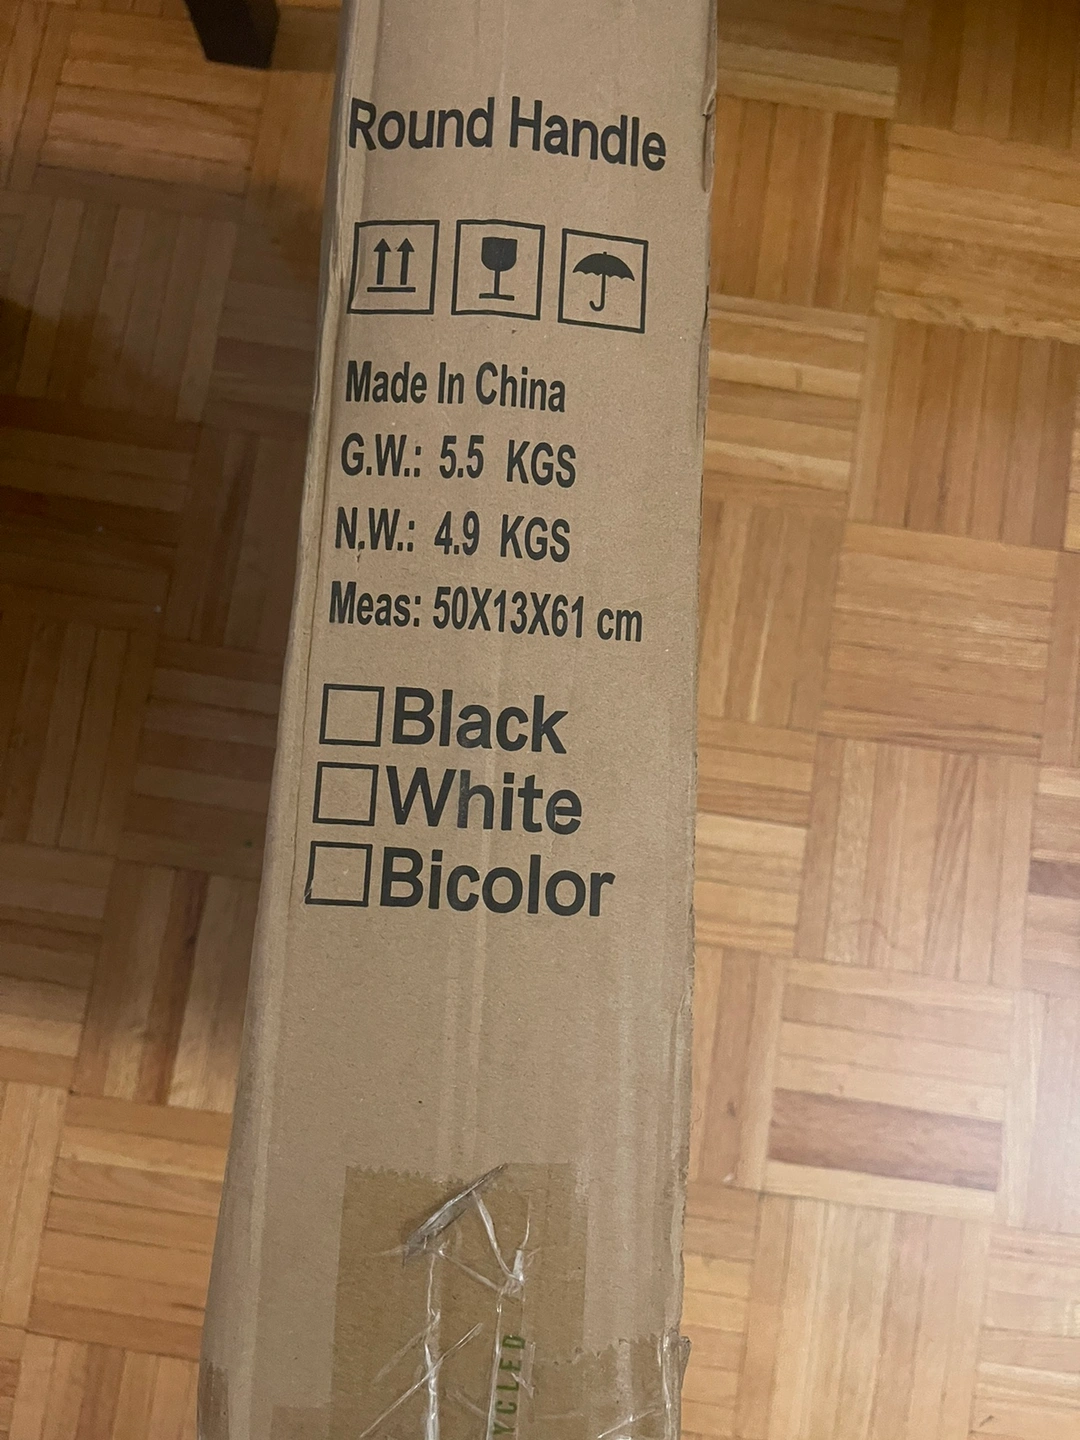 Round Handle
Made In China
G.W.: 5.5 KGS
N.W.: 4.9 KGS
Meas: 50X13X61 cm
Black
White
Bicolor